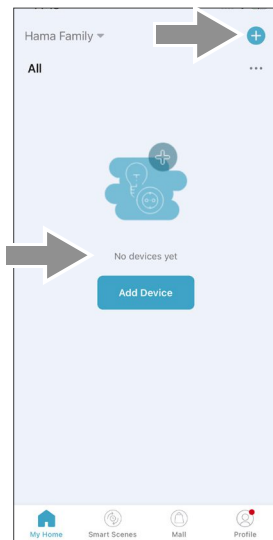 Hama Family
All
No devices yet
Add Device
My Home Smart Scenes Mall Profile